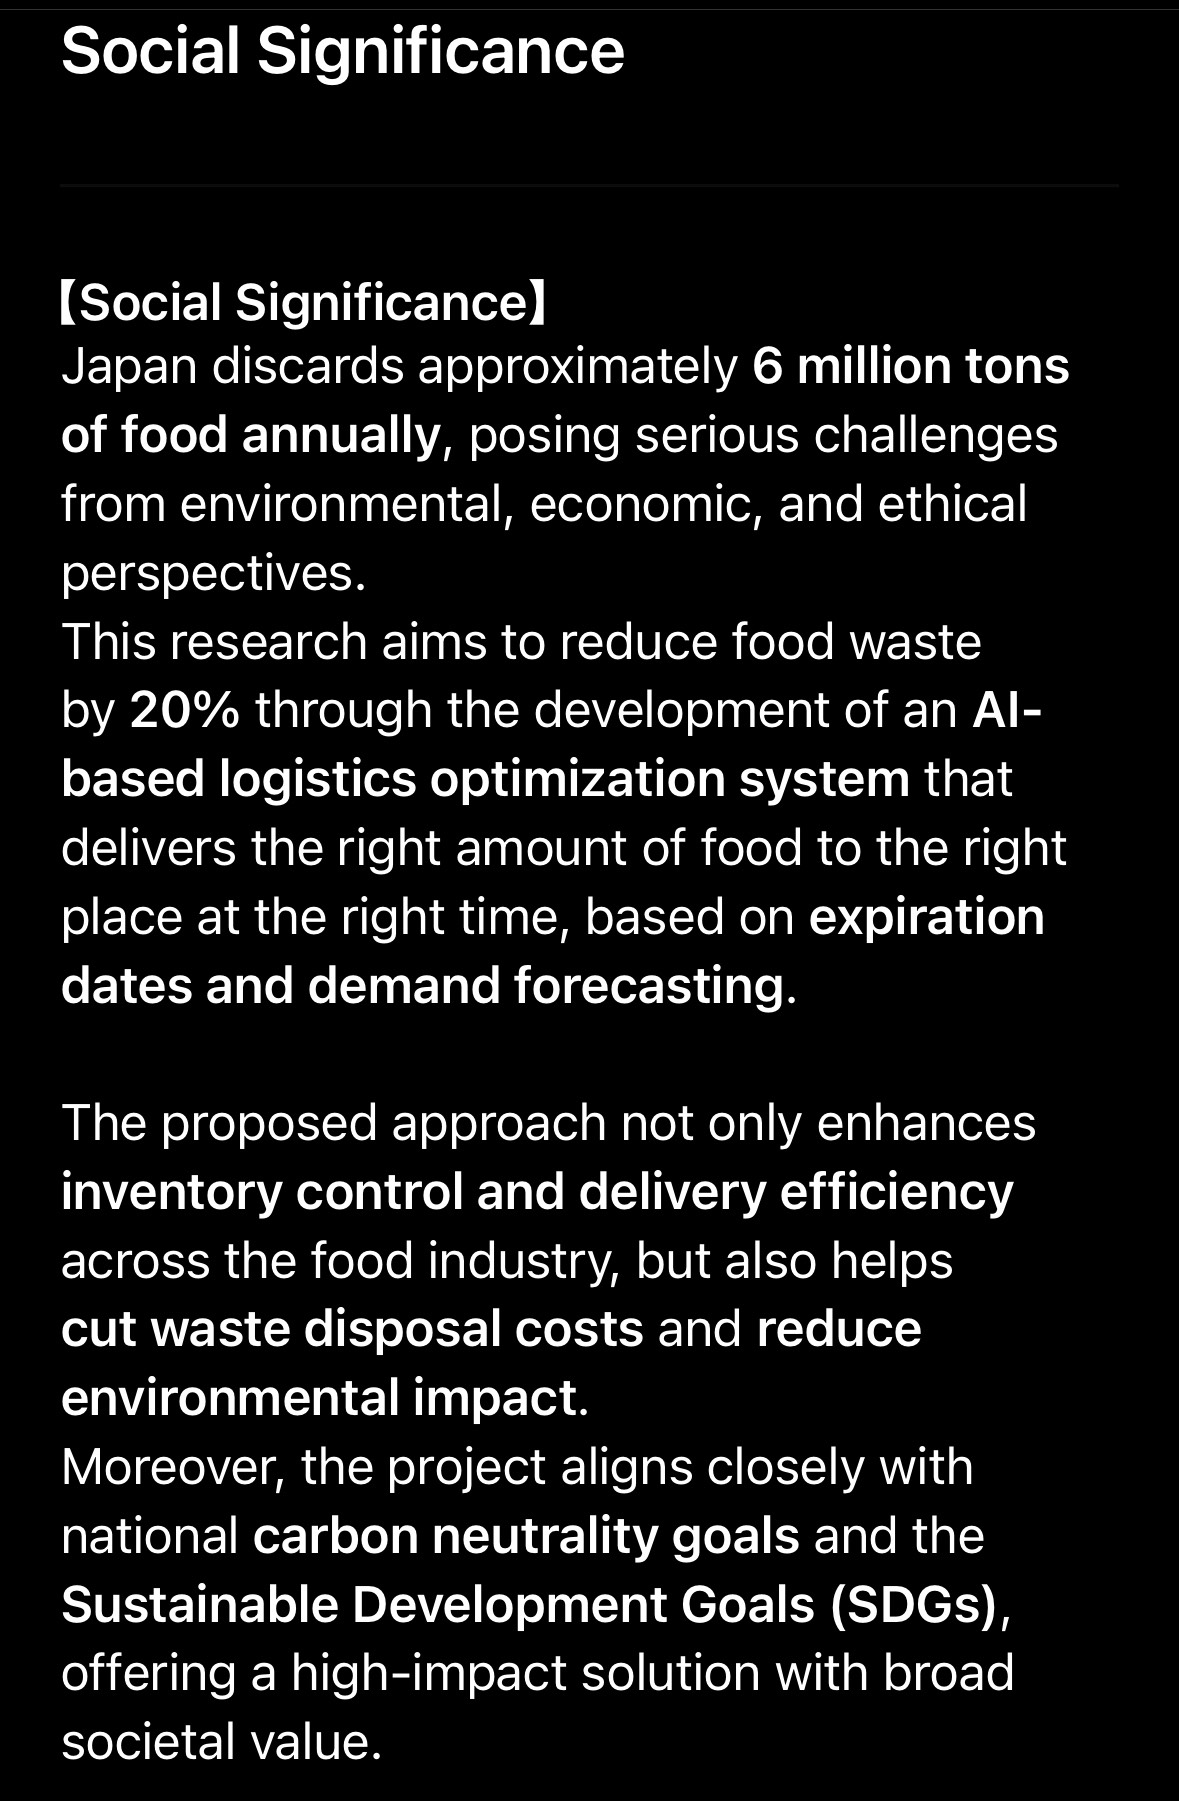 Social Significance
【Social Significance】
Japan discards approximately 6 million tons
of food annually, posing serious challenges
from environmental, economic, and ethical
perspectives.
This research aims to reduce food waste
by 20% through the development of an AI-
based logistics optimization system that
delivers the right amount of food to the right
place at the right time, based on expiration
dates and demand forecasting.
The proposed approach not only enhances
inventory control and delivery efficiency
across the food industry, but also helps
cut waste disposal costs and reduce
environmental impact.
Moreover, the project aligns closely with
national carbon neutrality goals and the
Sustainable Development Goals (SDGs),
offering a high-impact solution with broad
societal value.